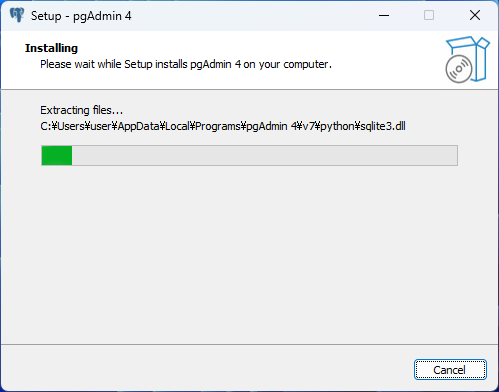 Setup - pgAdmin 4
Installing
Please wait while Setup installs pgAdmin 4 on your computer.
Extracting files...
C:¥Users¥user¥AppData¥Local¥Programs¥pgAdmin 4¥v7¥python¥sqlite3.dll
Cancel